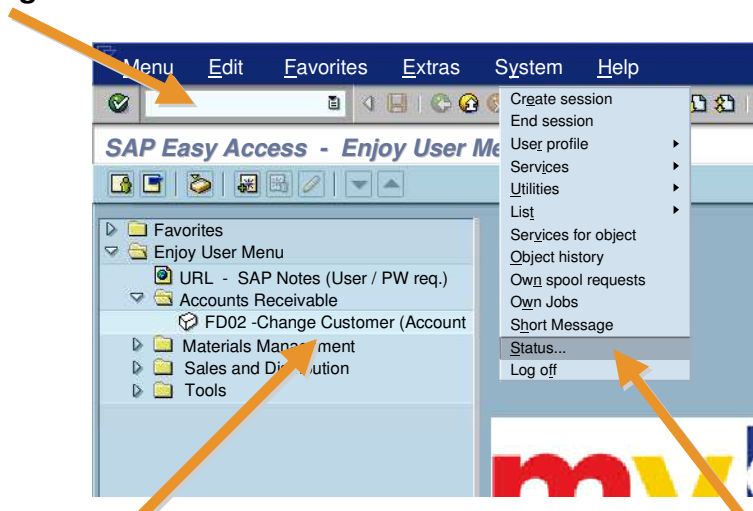 g
Menu Edit Favorites Extras System Help
SAP Easy Access - Enjoy User Me
Create session
End session
User profile
Services
Utilities
List
Services for object
Object history
Own spool requests
Own Jobs
Short Message
Status...
Log off
Favorites
Enjoy User Menu
URL - SAP Notes (User / PW req.)
Accounts Receivable
FD02 -Change Customer (Account
Materials Management
Sales and Distribution
Tools
my